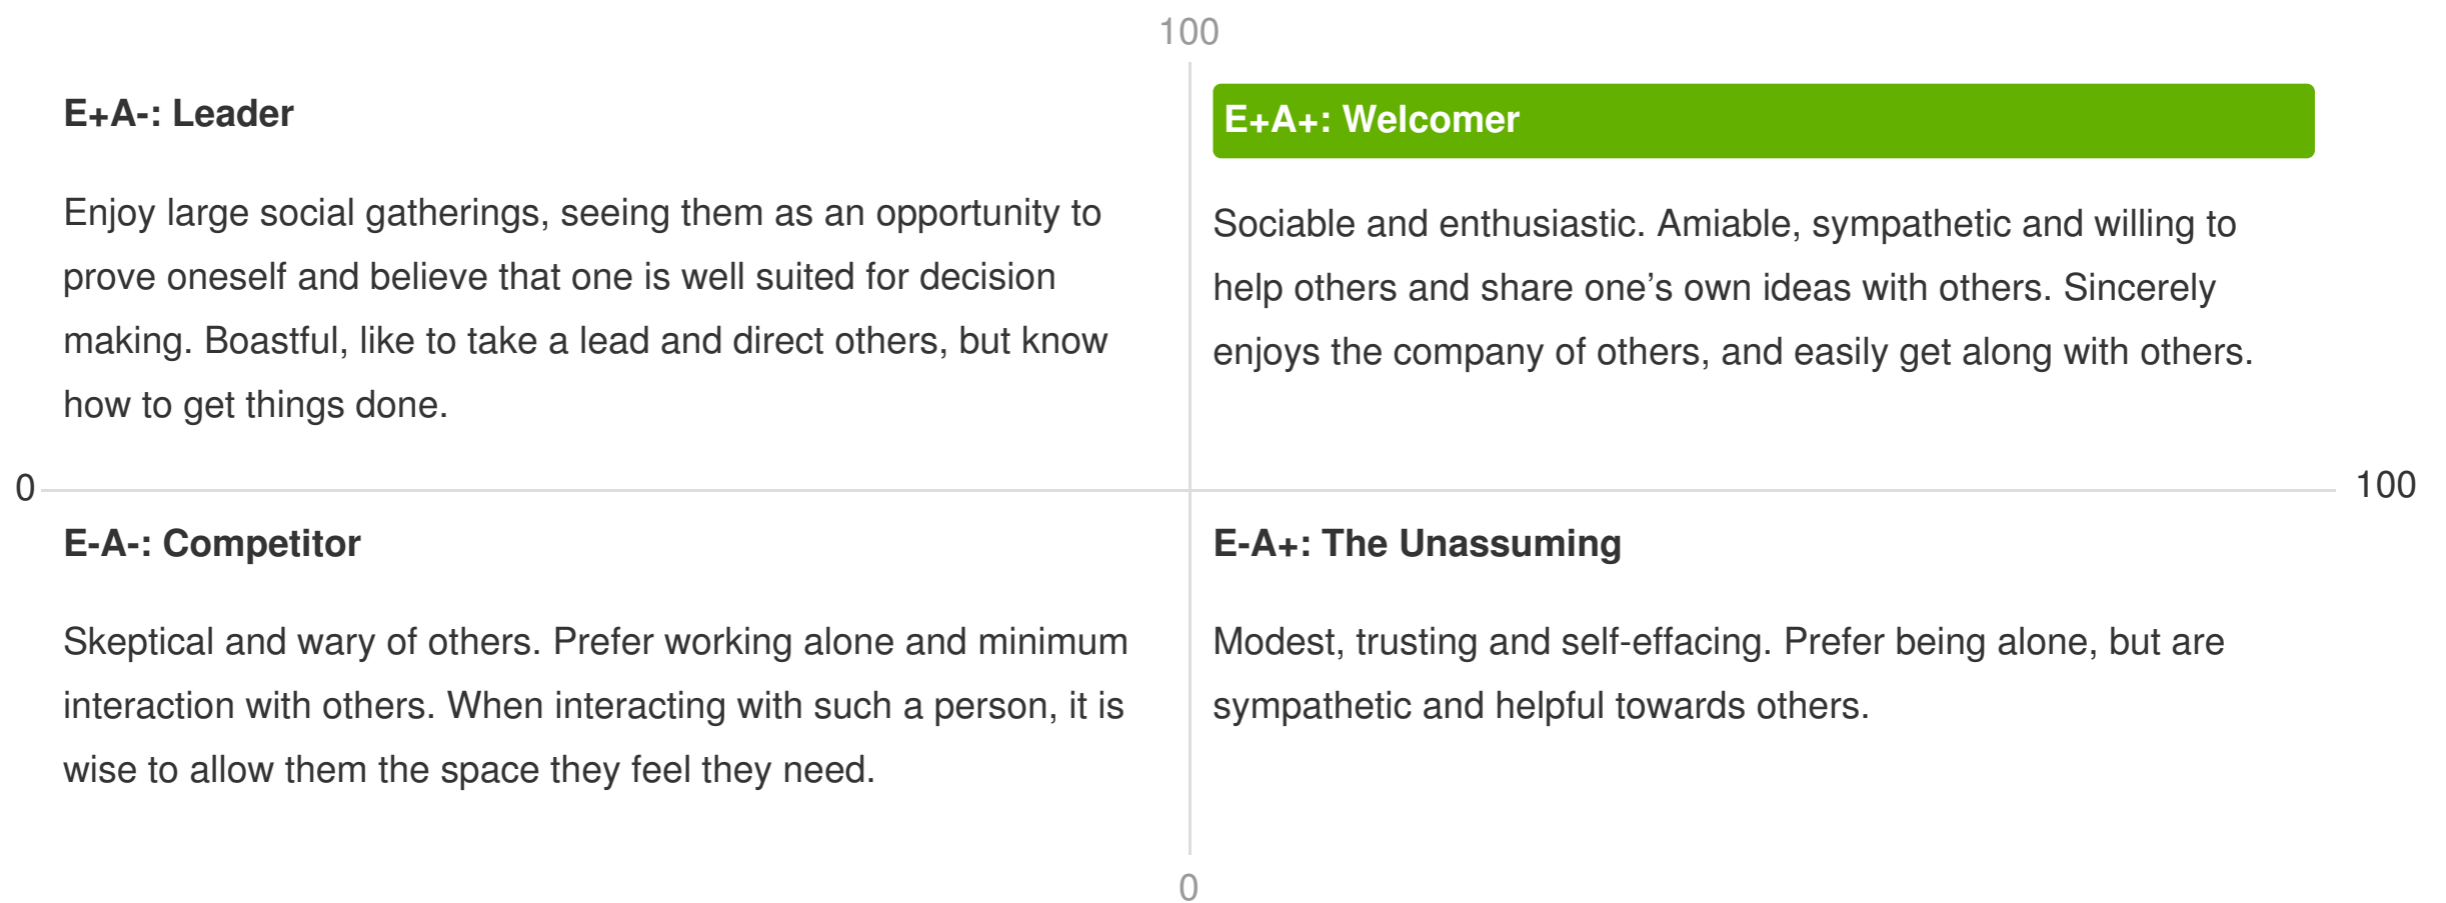 100
E+A-: Leader
Enjoy large social gatherings, seeing them as an opportunity to
prove oneself and believe that one is well suited for decision
making. Boastful, like to take a lead and direct others, but know
how to get things done.
E+A+: Welcomer
Sociable and enthusiastic. Amiable, sympathetic and willing to
help others and share one’s own ideas with others. Sincerely
enjoys the company of others, and easily get along with others.
0
100
E-A-: Competitor
Skeptical and wary of others. Prefer working alone and minimum
interaction with others. When interacting with such a person, it is
wise to allow them the space they feel they need.
E-A+: The Unassuming
Modest, trusting and self-effacing. Prefer being alone, but are
sympathetic and helpful towards others.
0